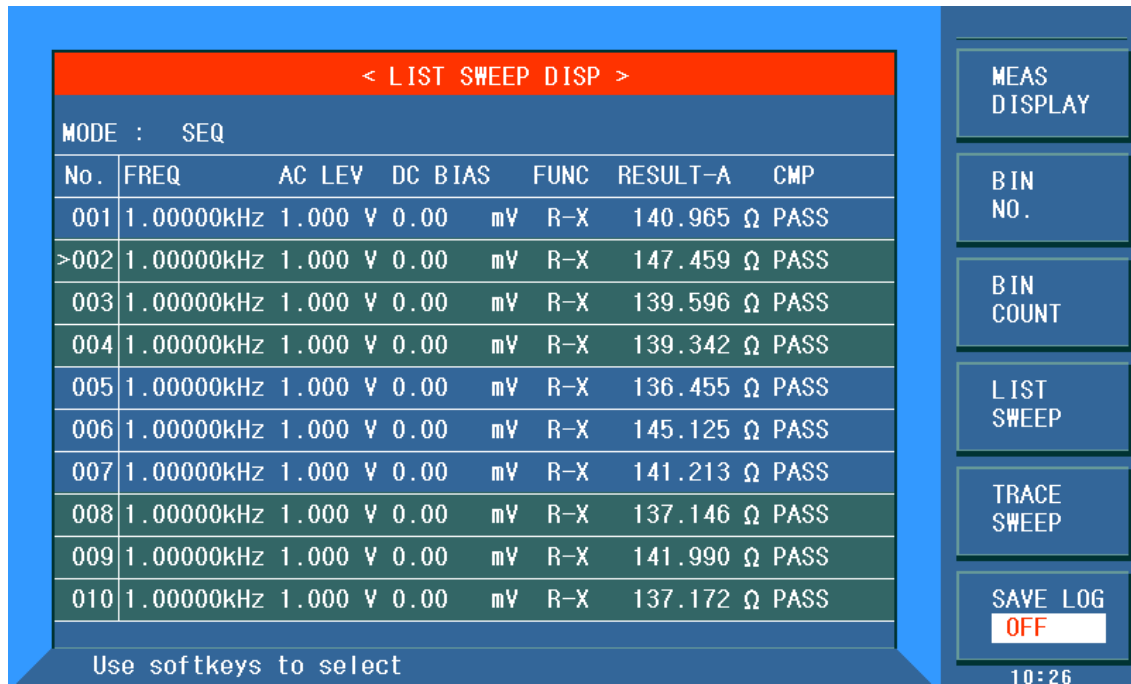 < LIST SWEEP DISP >
MODE : SEQ
No. FREQ AC LEV DC BIAS FUNC RESULT-A CMP
001 1.00000kHz 1.000 V 0.00 mV R-X 140.965 Ω PASS
>002 1.00000kHz 1.000 V 0.00 mV R-X 147.459 Ω PASS
003 1.00000kHz 1.000 V 0.00 mV R-X 139.596 Ω PASS
004 1.00000kHz 1.000 V 0.00 mV R-X 139.342 Ω PASS
005 1.00000kHz 1.000 V 0.00 mV R-X 136.455 Ω PASS
006 1.00000kHz 1.000 V 0.00 mV R-X 145.125 Ω PASS
007 1.00000kHz 1.000 V 0.00 mV R-X 141.213 Ω PASS
008 1.00000kHz 1.000 V 0.00 mV R-X 137.146 Ω PASS
009 1.00000kHz 1.000 V 0.00 mV R-X 141.990 Ω PASS
010 1.00000kHz 1.000 V 0.00 mV R-X 137.172 Ω PASS
Use softkeys to select
MEAS
DISPLAY
BIN
NO.
BIN
COUNT
LIST
SWEEP
TRACE
SWEEP
SAVE LOG
OFF
10:26